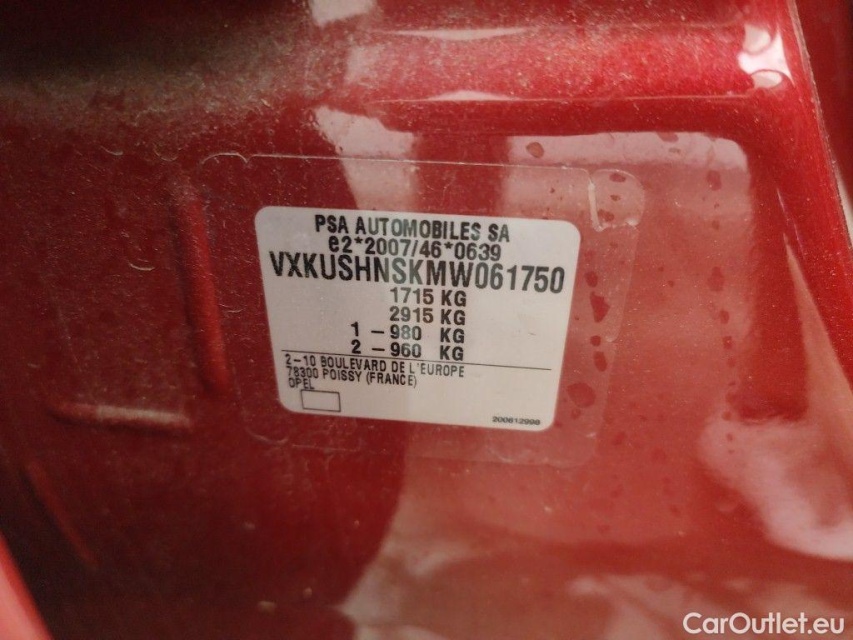 PSA AUTOMOBILES SA
e2*2007/46*0639
VXKUSHNSKMW061750
1715 KG
2915 KG
1 - 980 KG
2 - 960 KG
2-10 BOULEVARD DE L'EUROPE
78300 POISSY (FRANCE)
OPEL
200612998
CarOutlet.eu